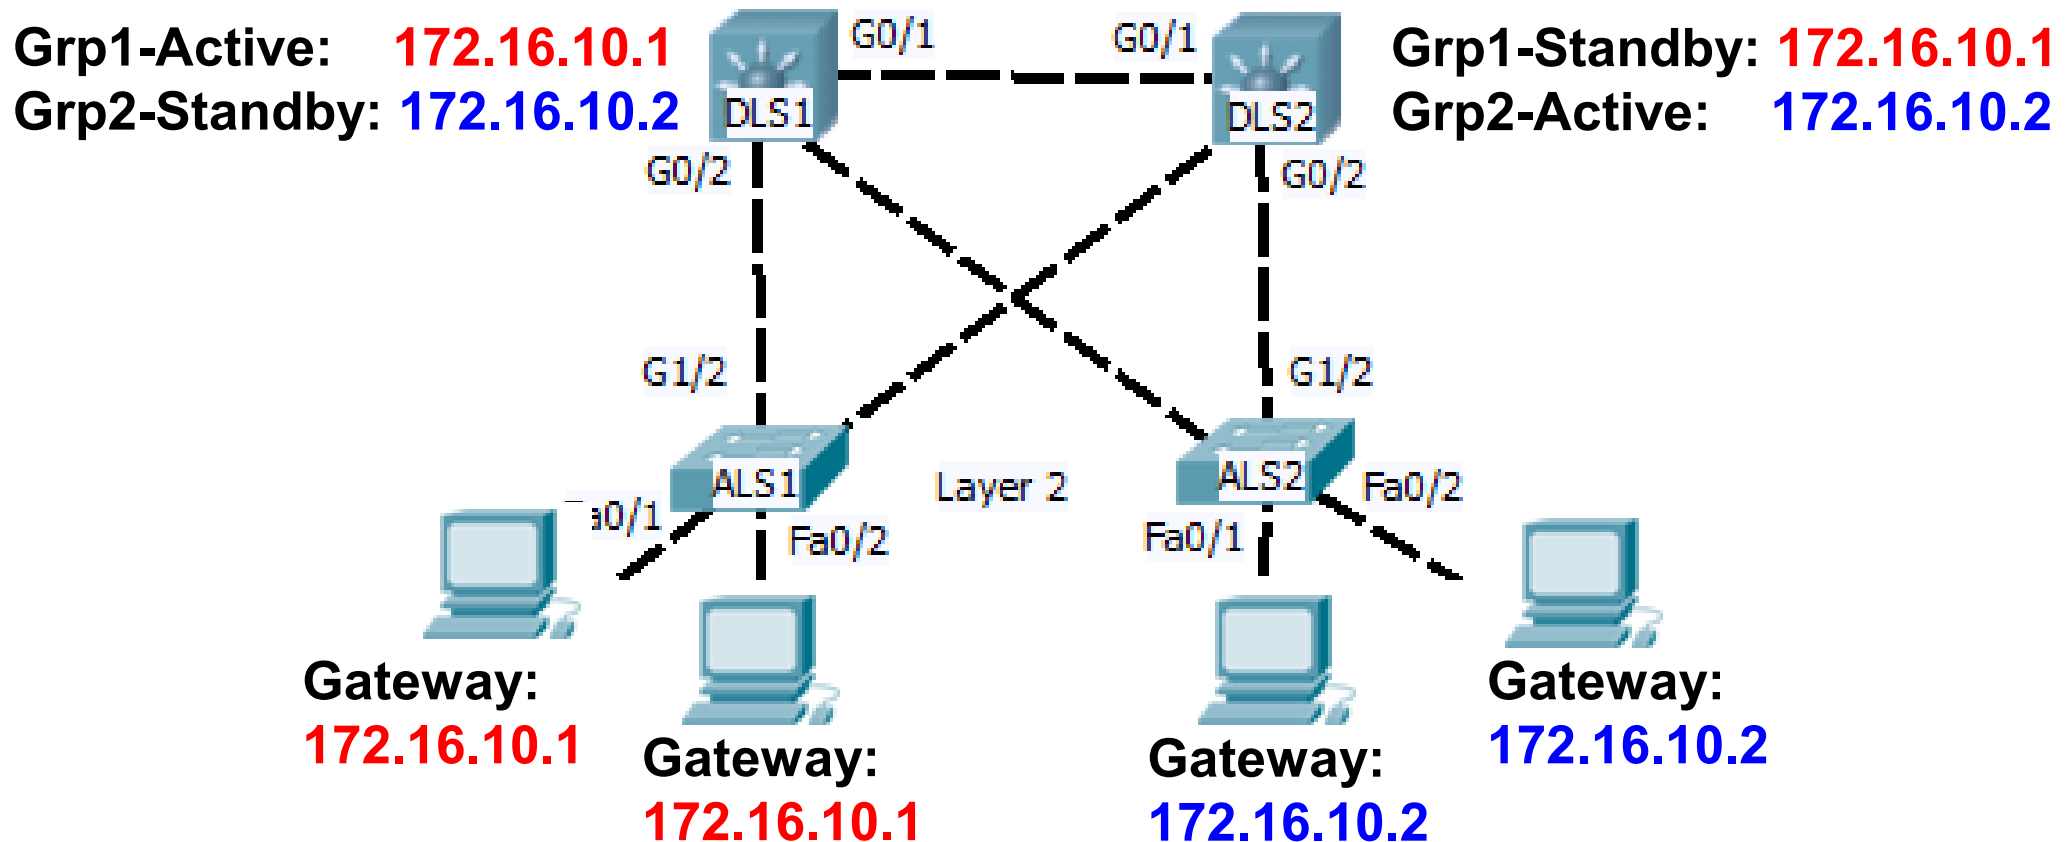 Grp1-Active: 172.16.10.1
Grp2-Standby: 172.16.10.2
G0/1
G0/1
Grp1-Standby: 172.16.10.1
Grp2-Active: 172.16.10.2
DLS1
DLS2
G0/2
G0/2
G1/2
G1/2
ALS1
Layer 2
ALS2
Fa0/2
a0/1
Fa0/2
Fa0/1
Gateway:
172.16.10.1
Gateway:
172.16.10.1
Gateway:
172.16.10.2
Gateway:
172.16.10.2